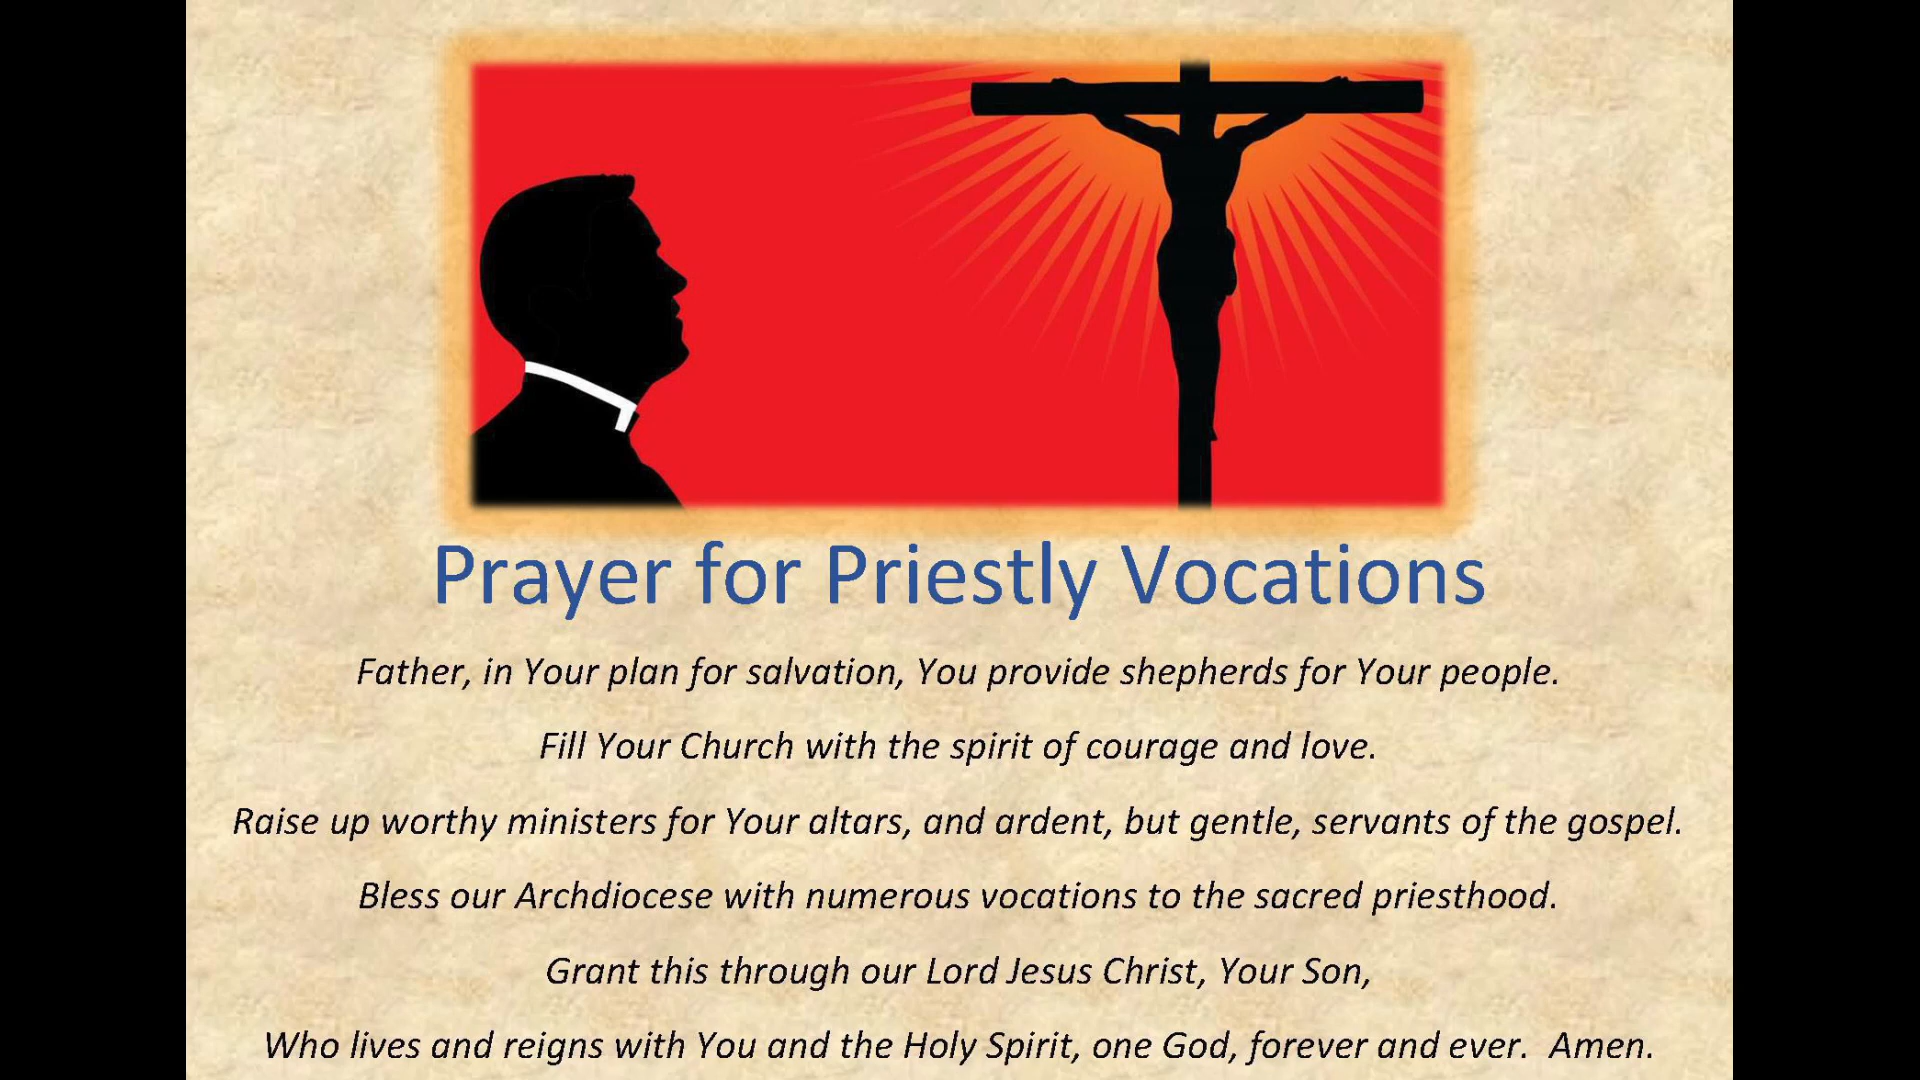 Prayer for Priestly Vocations
Father, in Your plan for salvation, You provide shepherds for Your people.
Fill Your Church with the spirit of courage and love.
Raise up worthy ministers for Your altars, and ardent, but gentle, servants of the gospel.
Bless our Archdiocese with numerous vocations to the sacred priesthood.
Grant this through our Lord Jesus Christ, Your Son,
Who lives and reigns with You and the Holy Spirit, one God, forever and ever.  Amen.